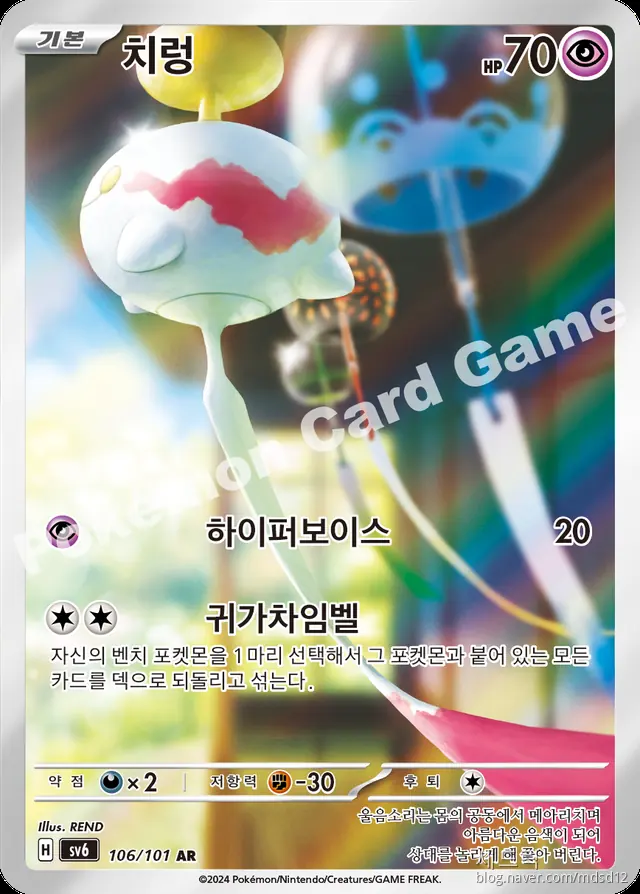 기본 치렁 HP70
Pokémon Card Game
하이퍼보이스 20
귀가차임벨
자신의 벤치 포켓몬을 1마리 선택해서 그 포켓몬과 붙어 있는 모든
카드를 덱으로 되돌리고 섞는다.
약점 ×2 저항력 -30 후퇴
Illus. REND
H sv6 106/101 AR
울음소리는 몸의 공동에서 메아리치며
아름다운 음색이 되어
상대를 놀라게 해 쫓아 버린다.
©2024 Pokémon/Nintendo/Creatures/GAME FREAK.
blog.naver.com/mdsd12